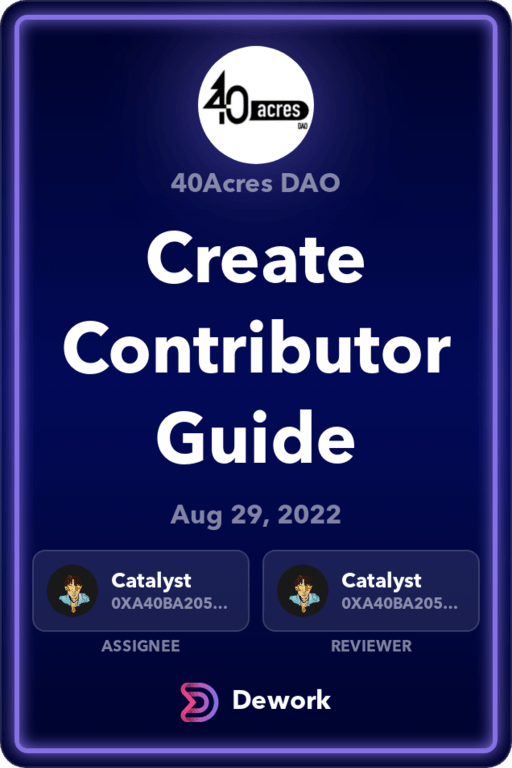 40 acres
DAO
40Acres DAO
Create
Contributor
Guide
Aug 29, 2022
Catalyst
0XA40BA205...
Catalyst
0XA40BA205...
ASSIGNEE
REVIEWER
Dework